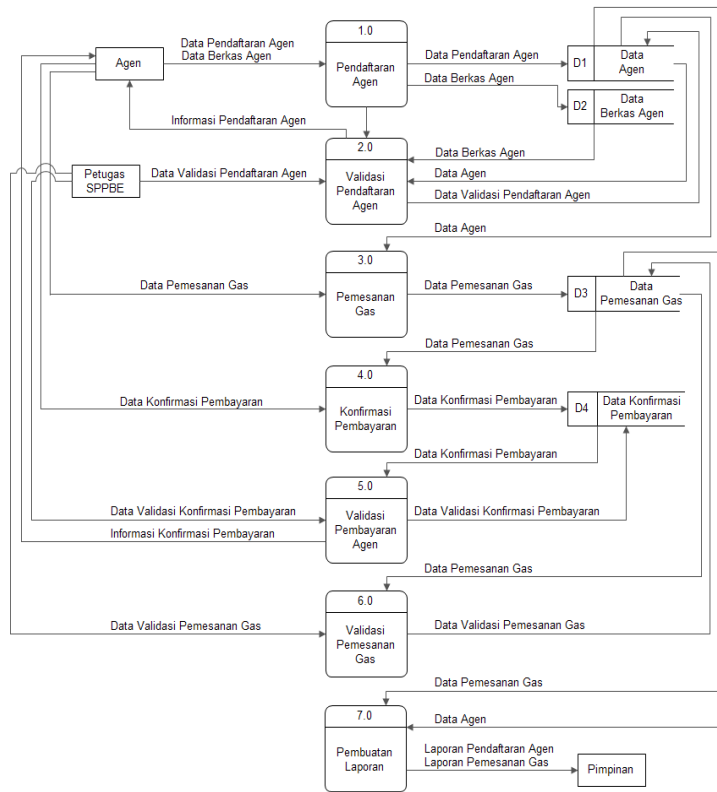 1.0
Pendaftaran
Agen
Agen
Data Pendaftaran Agen
Data Berkas Agen
Data Pendaftaran Agen
Data Berkas Agen
D1
Data
Agen
D2
Data
Berkas Agen
Informasi Pendaftaran Agen
2.0
Validasi
Pendaftaran
Agen
Petugas
SPPBE
Data Validasi Pendaftaran Agen
Data Berkas Agen
Data Agen
Data Validasi Pendaftaran Agen
Data Agen
3.0
Pemesanan
Gas
Data Pemesanan Gas
Data Pemesanan Gas
D3
Data
Pemesanan Gas
Data Pemesanan Gas
4.0
Konfirmasi
Pembayaran
Data Konfirmasi Pembayaran
Data Konfirmasi Pembayaran
D4
Data Konfirmasi
Pembayaran
Data Konfirmasi Pembayaran
5.0
Validasi
Pembayaran
Agen
Data Validasi Konfirmasi Pembayaran
Informasi Konfirmasi Pembayaran
Data Validasi Konfirmasi Pembayaran
Data Pemesanan Gas
6.0
Validasi
Pemesanan
Gas
Data Validasi Pemesanan Gas
Data Validasi Pemesanan Gas
Data Pemesanan Gas
7.0
Pembuatan
Laporan
Data Agen
Laporan Pendaftaran Agen
Laporan Pemesanan Gas
Pimpinan